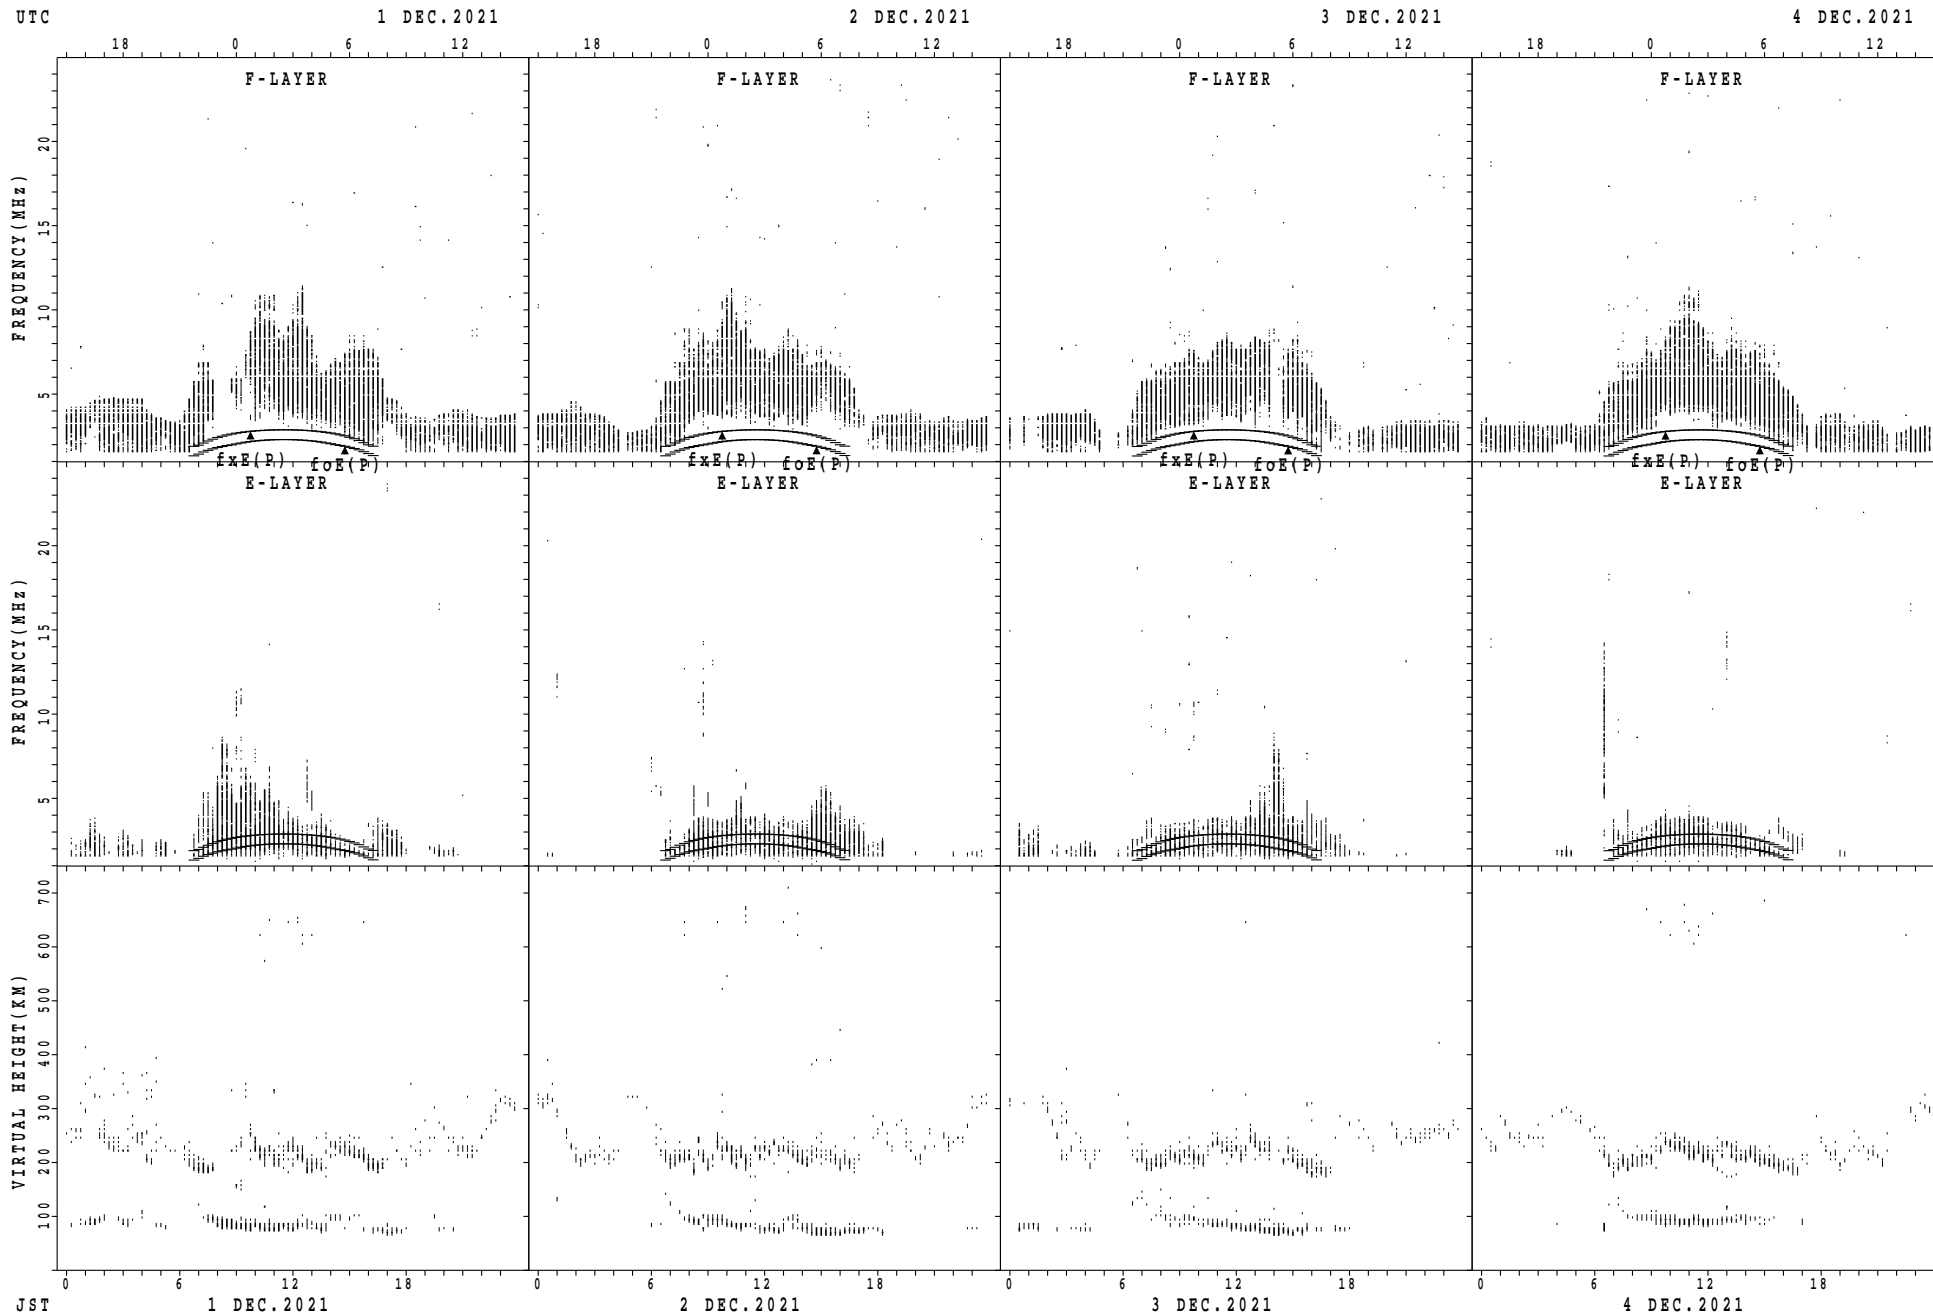 UTC 1 DEC.2021 2 DEC.2021 3 DEC.2021 4 DEC.2021
18 0 6 12 18 0 6 12 18 0 6 12 18 0 6 12
F-LAYER F-LAYER F-LAYER F-LAYER
FREQUENCY(MHz)
20
15
10
5
fxE(P) foE(P) fxE(P) foE(P) fxE(P) foE(P) fxE(P) foE(P)
E-LAYER E-LAYER E-LAYER E-LAYER
FREQUENCY(MHz)
20
15
10
5
VIRTUAL HEIGHT(KM)
700
600
500
400
300
200
100
0 6 12 18 0 6 12 18 0 6 12 18 0 6 12 18
JST 1 DEC.2021 2 DEC.2021 3 DEC.2021 4 DEC.2021